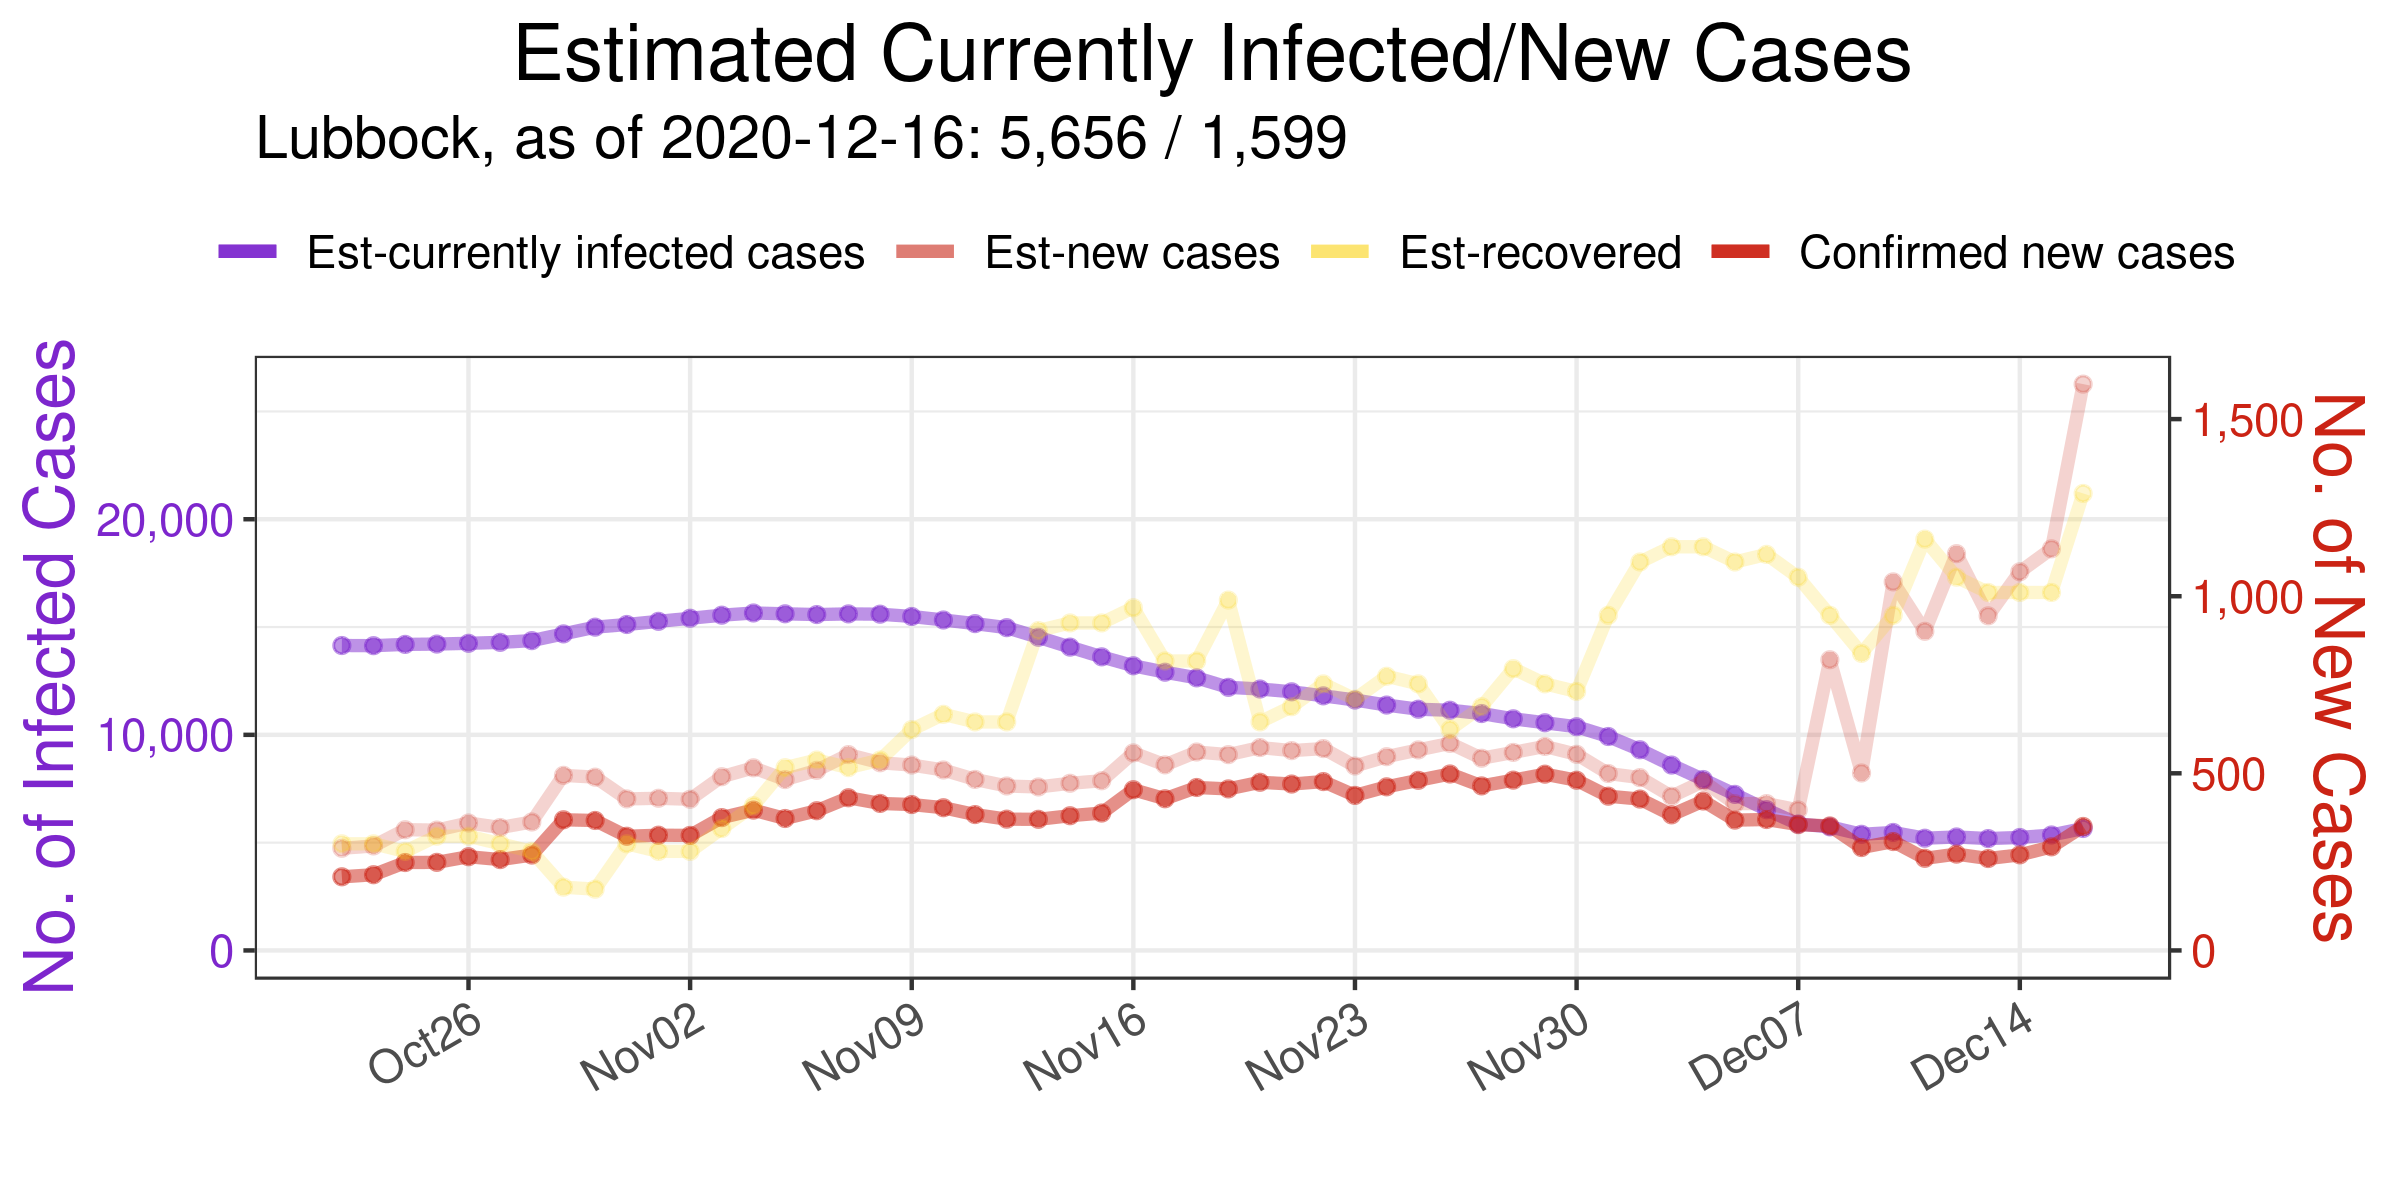 Estimated Currently Infected/New Cases
Lubbock, as of 2020-12-16: 5,656 / 1,599
Est-currently infected cases Est-new cases Est-recovered Confirmed new cases
No. of Infected Cases
20,000
10,000
0
1,500
1,000
500
0
No. of New Cases
Oct26 Nov02 Nov09 Nov16 Nov23 Nov30 Dec07 Dec14